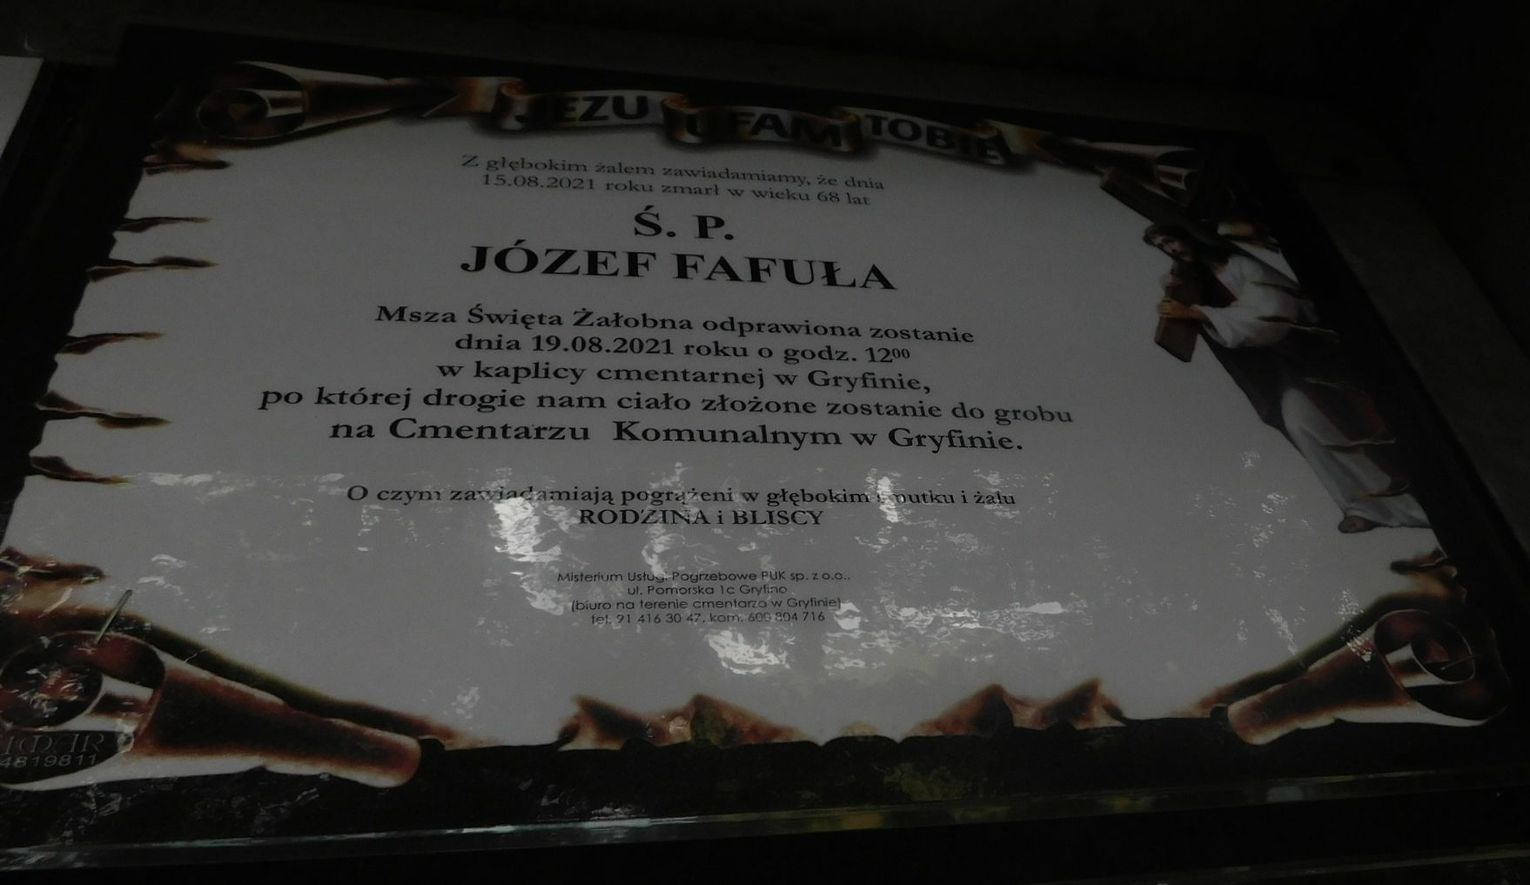 JEZU UFAM TOBIE
Z głębokim żalem zawiadamiamy, że dnia
15.08.2021 roku zmarł w wieku 68 lat
Ś. P.
JÓZEF FAFUŁA
Msza Święta Żałobna odprawiona zostanie
dnia 19.08.2021 roku o godz. 12⁰⁰
w kaplicy cmentarnej w Gryfinie,
po której drogie nam ciało złożone zostanie do grobu
na Cmentarzu Komunalnym w Gryfinie.
O czym zawiadamiają pogrążeni w głębokim smutku i żalu
RODZINA i BLISCY
Misterium Usługi Pogrzebowe PUK sp. z o.o.,
ul. Pomorska 1c Gryfino
(biuro na terenie cmentarza w Gryfinie)
tel. 91 416 30 47, kom. 600 804 716
4819811